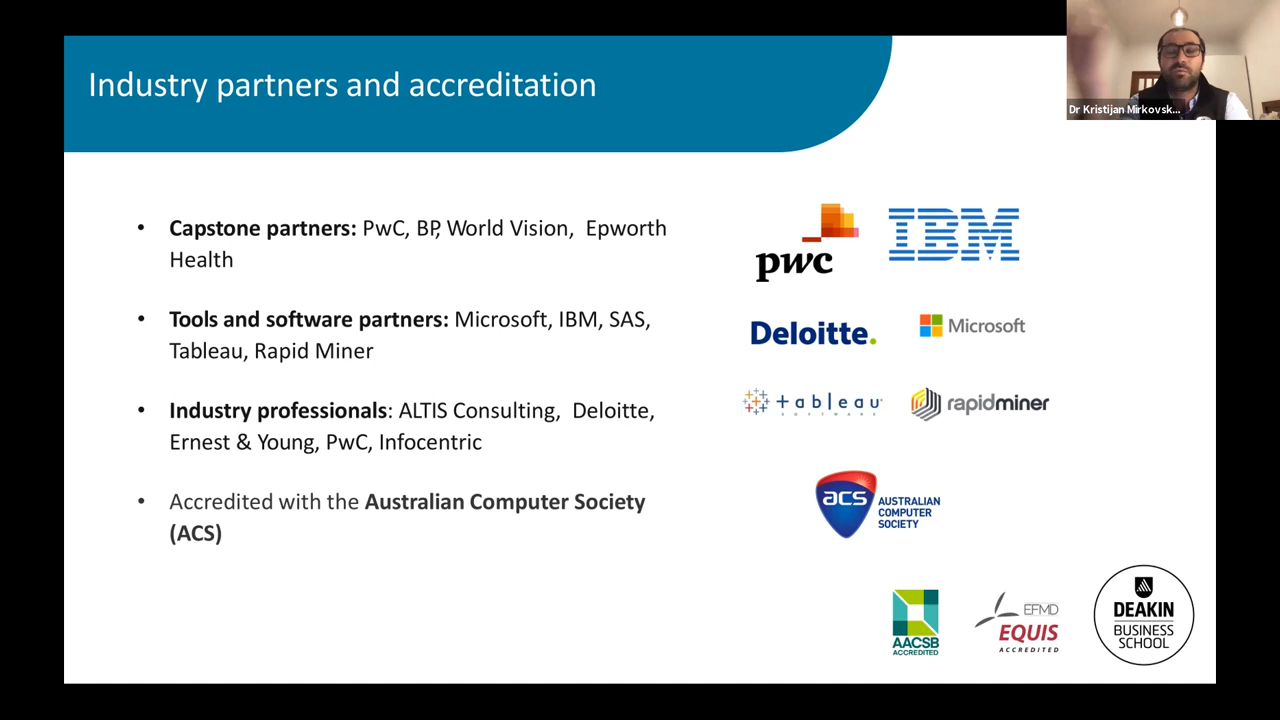 Industry partners and accreditation
Dr Kristijan Mirkovsk...
• Capstone partners: PwC, BP, World Vision, Epworth
Health
• Tools and software partners: Microsoft, IBM, SAS,
Tableau, Rapid Miner
• Industry professionals: ALTIS Consulting, Deloitte,
Ernest & Young, PwC, Infocentric
• Accredited with the Australian Computer Society
(ACS)
pwc
IBM
Deloitte.
Microsoft
tableau
SOFTWARE
rapidminer
acs
AUSTRALIAN
COMPUTER
SOCIETY
AACSB
ACCREDITED
EFMD
EQUIS
ACCREDITED
DEAKIN
BUSINESS
SCHOOL